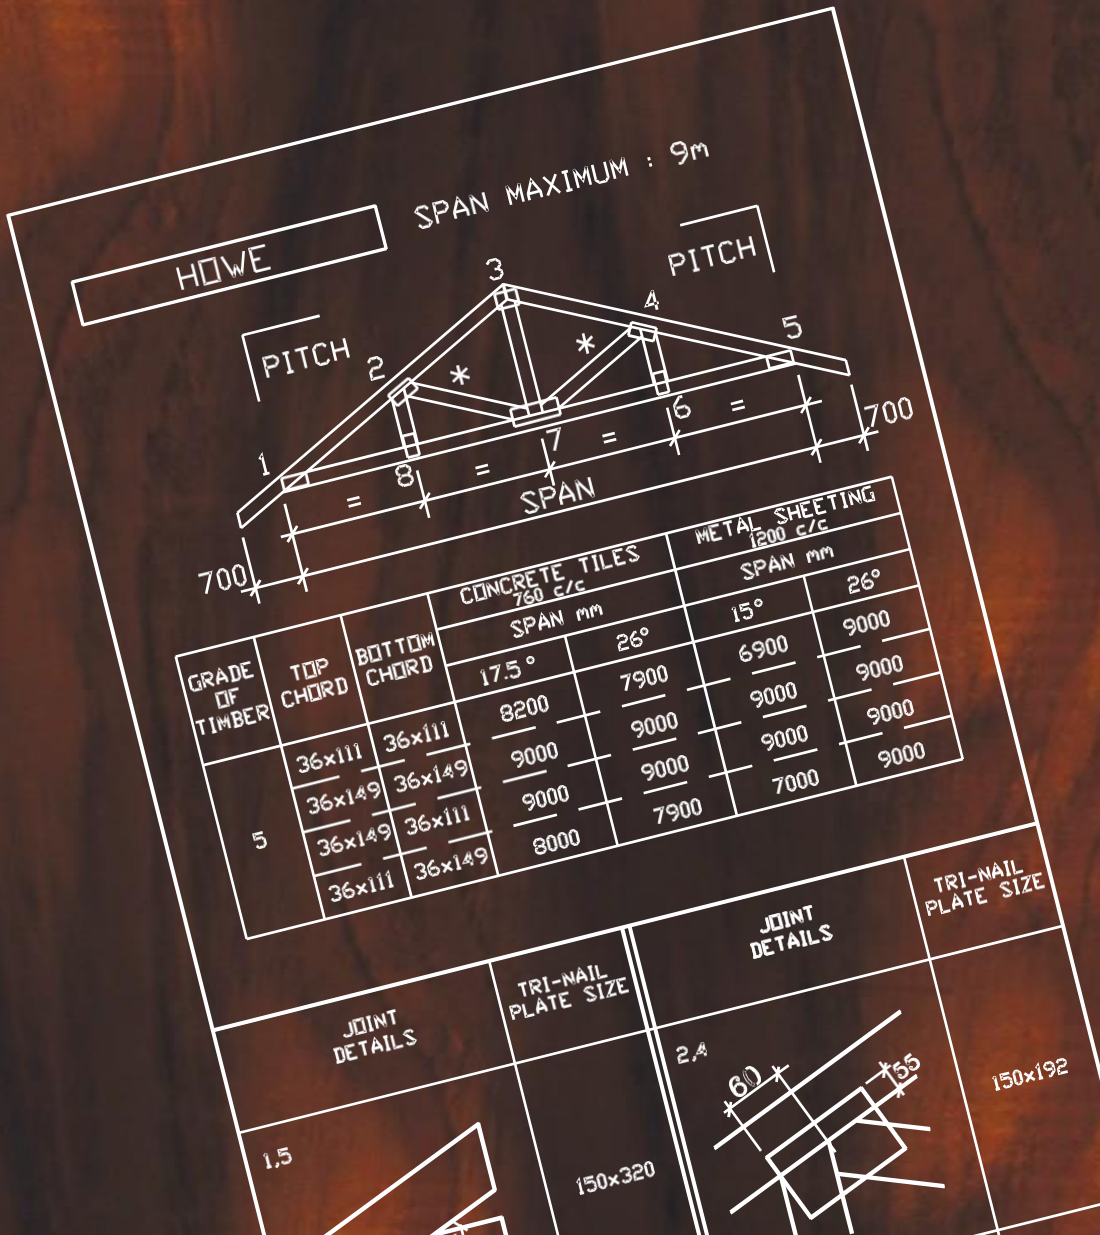 SPAN MAXIMUM : 9m
HOWE
PITCH
PITCH
3
4
5
2
*
*
1
8
7
6
=
=
=
=
SPAN
700
700
GRADE OF TIMBER
TOP CHORD
BOTTOM CHORD
CONCRETE TILES
760 C/C
METAL SHEETING
1200 C/C
SPAN mm
SPAN mm
17.5°
26°
15°
26°
5
36x111 36x111 8200 7900 6900 9000
36x149 36x149 9000 9000 9000 9000
36x149 36x111 9000 9000 9000 9000
36x111 36x149 8000 7900 7000 9000
JOINT DETAILS
TRI-NAIL PLATE SIZE
JOINT DETAILS
TRI-NAIL PLATE SIZE
1,5
150x320
2,4
60
55
150x192